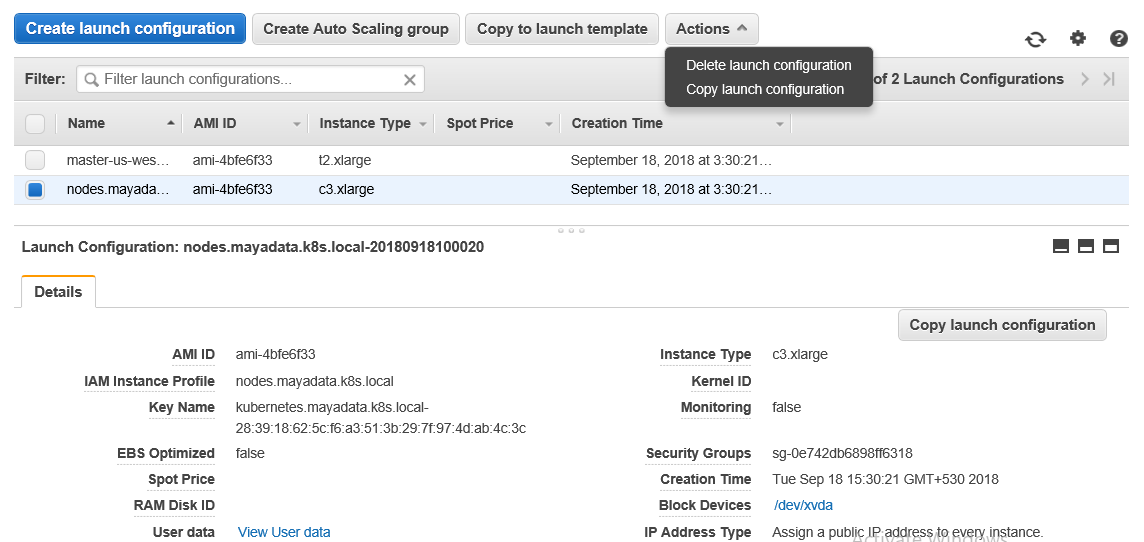 Create launch configuration Create Auto Scaling group Copy to launch template Actions
Delete launch configuration
Copy launch configuration
Filter: Filter launch configurations... of 2 Launch Configurations
Name AMI ID Instance Type Spot Price Creation Time
master-us-wes... ami-4bfe6f33 t2.xlarge September 18, 2018 at 3:30:21...
nodes.mayada... ami-4bfe6f33 c3.xlarge September 18, 2018 at 3:30:21...
Launch Configuration: nodes.mayadata.k8s.local-20180918100020
Details
Copy launch configuration
AMI ID ami-4bfe6f33 Instance Type c3.xlarge
IAM Instance Profile nodes.mayadata.k8s.local Kernel ID
Key Name kubernetes.mayadata.k8s.local- Monitoring false
28:39:18:62:5c:f6:a3:51:3b:29:7f:97:4d:ab:4c:3c
EBS Optimized false Security Groups sg-0e742db6898ff6318
Spot Price Creation Time Tue Sep 18 15:30:21 GMT+530 2018
RAM Disk ID Block Devices /dev/xvda
User data View User data IP Address Type Assign a public IP address to every instance.
Activate Windows